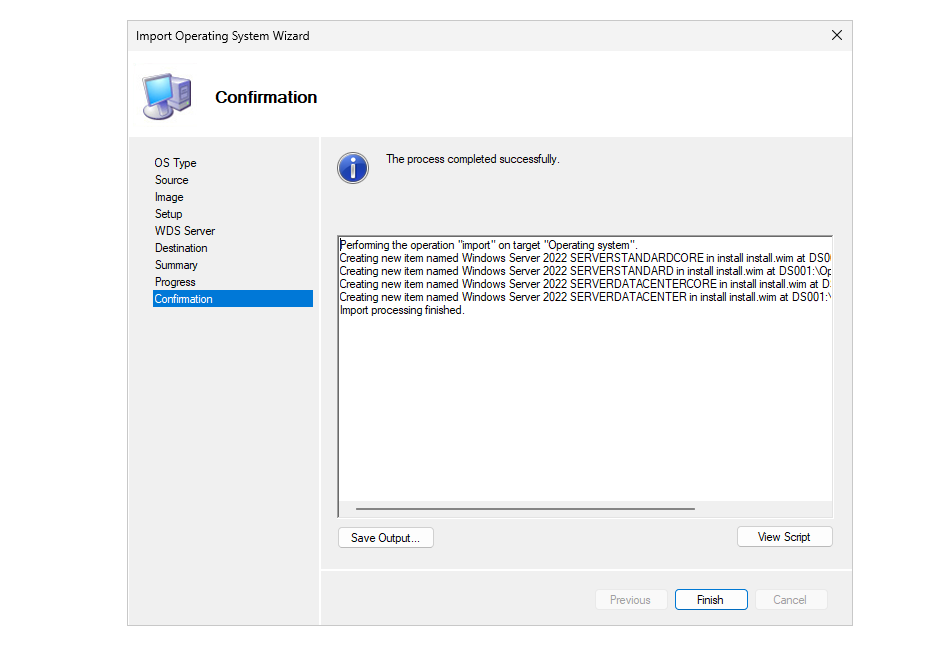 Import Operating System Wizard
Confirmation
OS Type
Source
Image
Setup
WDS Server
Destination
Summary
Progress
Confirmation
The process completed successfully.
Performing the operation "import" on target "Operating system".
Creating new item named Windows Server 2022 SERVERSTANDARDCORE in install install.wim at DS0
Creating new item named Windows Server 2022 SERVERSTANDARD in install install.wim at DS001:\Op
Creating new item named Windows Server 2022 SERVERDATACENTERCORE in install install.wim at D
Creating new item named Windows Server 2022 SERVERDATACENTER in install install.wim at DS001:\
Import processing finished.
Save Output...
View Script
Previous
Finish
Cancel